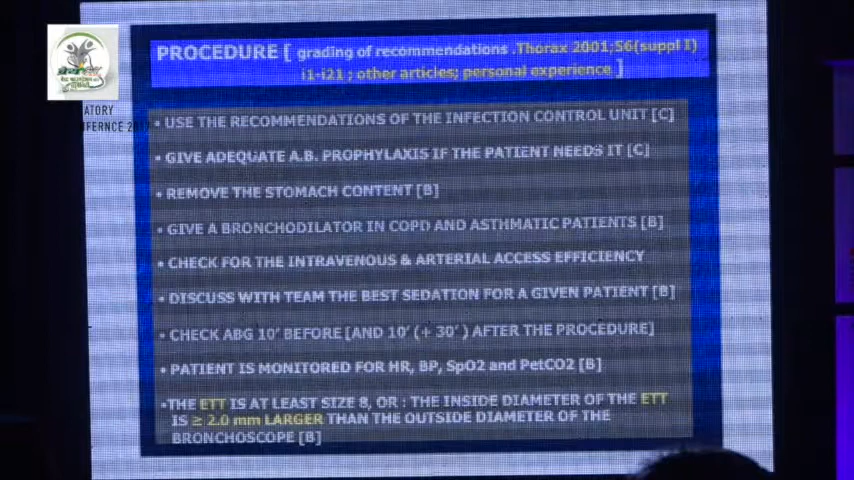 PROCEDURE [ grading of recommendations .Thorax 2001;56(suppl I)
i1-i21 ; other articles; personal experience ]
ATORY
NFERNCE
• USE THE RECOMMENDATIONS OF THE INFECTION CONTROL UNIT [C]
• GIVE ADEQUATE A.B. PROPHYLAXIS IF THE PATIENT NEEDS IT [C]
• REMOVE THE STOMACH CONTENT [B]
• GIVE A BRONCHODILATOR IN COPD AND ASTHMATIC PATIENTS [B]
• CHECK FOR THE INTRAVENOUS & ARTERIAL ACCESS EFFICIENCY
• DISCUSS WITH TEAM THE BEST SEDATION FOR A GIVEN PATIENT [B]
• CHECK ABG 10' BEFORE [AND 10' (+ 30' ) AFTER THE PROCEDURE]
• PATIENT IS MONITORED FOR HR, BP, SpO2 and PetCO2 [B]
•THE ETT IS AT LEAST SIZE 8, OR : THE INSIDE DIAMETER OF THE ETT
IS ≥ 2.0 mm LARGER THAN THE OUTSIDE DIAMETER OF THE
BRONCHOSCOPE [B]